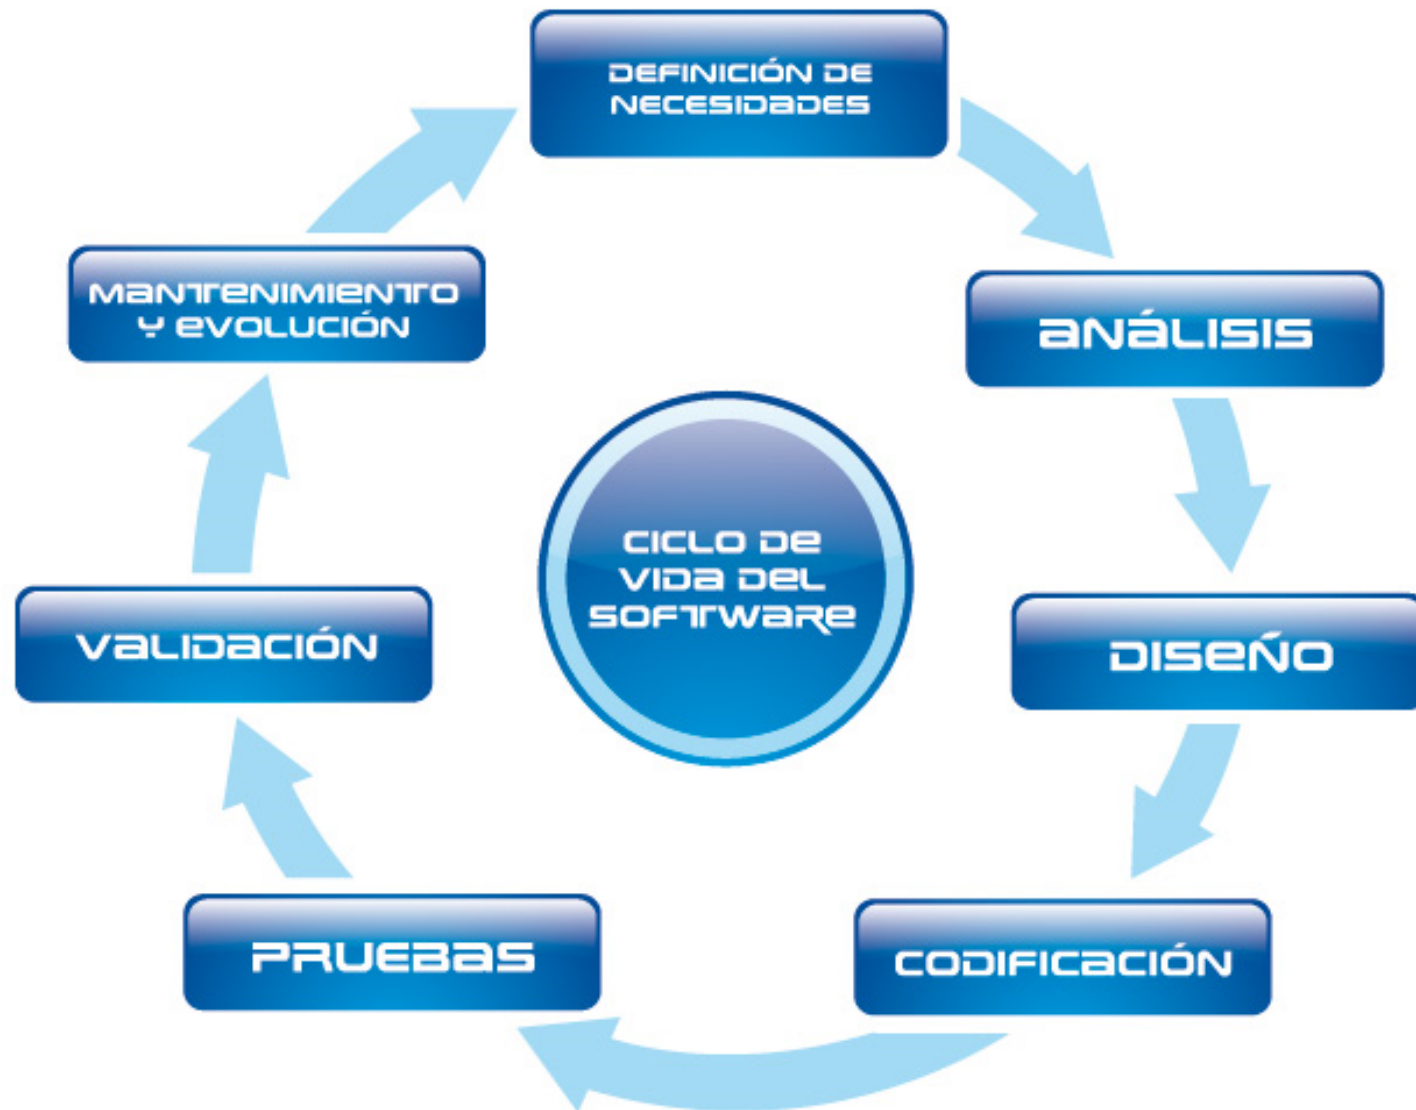 DEFINICIÓN DE
NECESIDADES
ANÁLISIS
DISEÑO
CODIFICACIÓN
PRUEBAS
VALIDACIÓN
MANTENIMIENTO
Y EVOLUCIÓN
CICLO DE
VIDA DEL
SOFTWARE